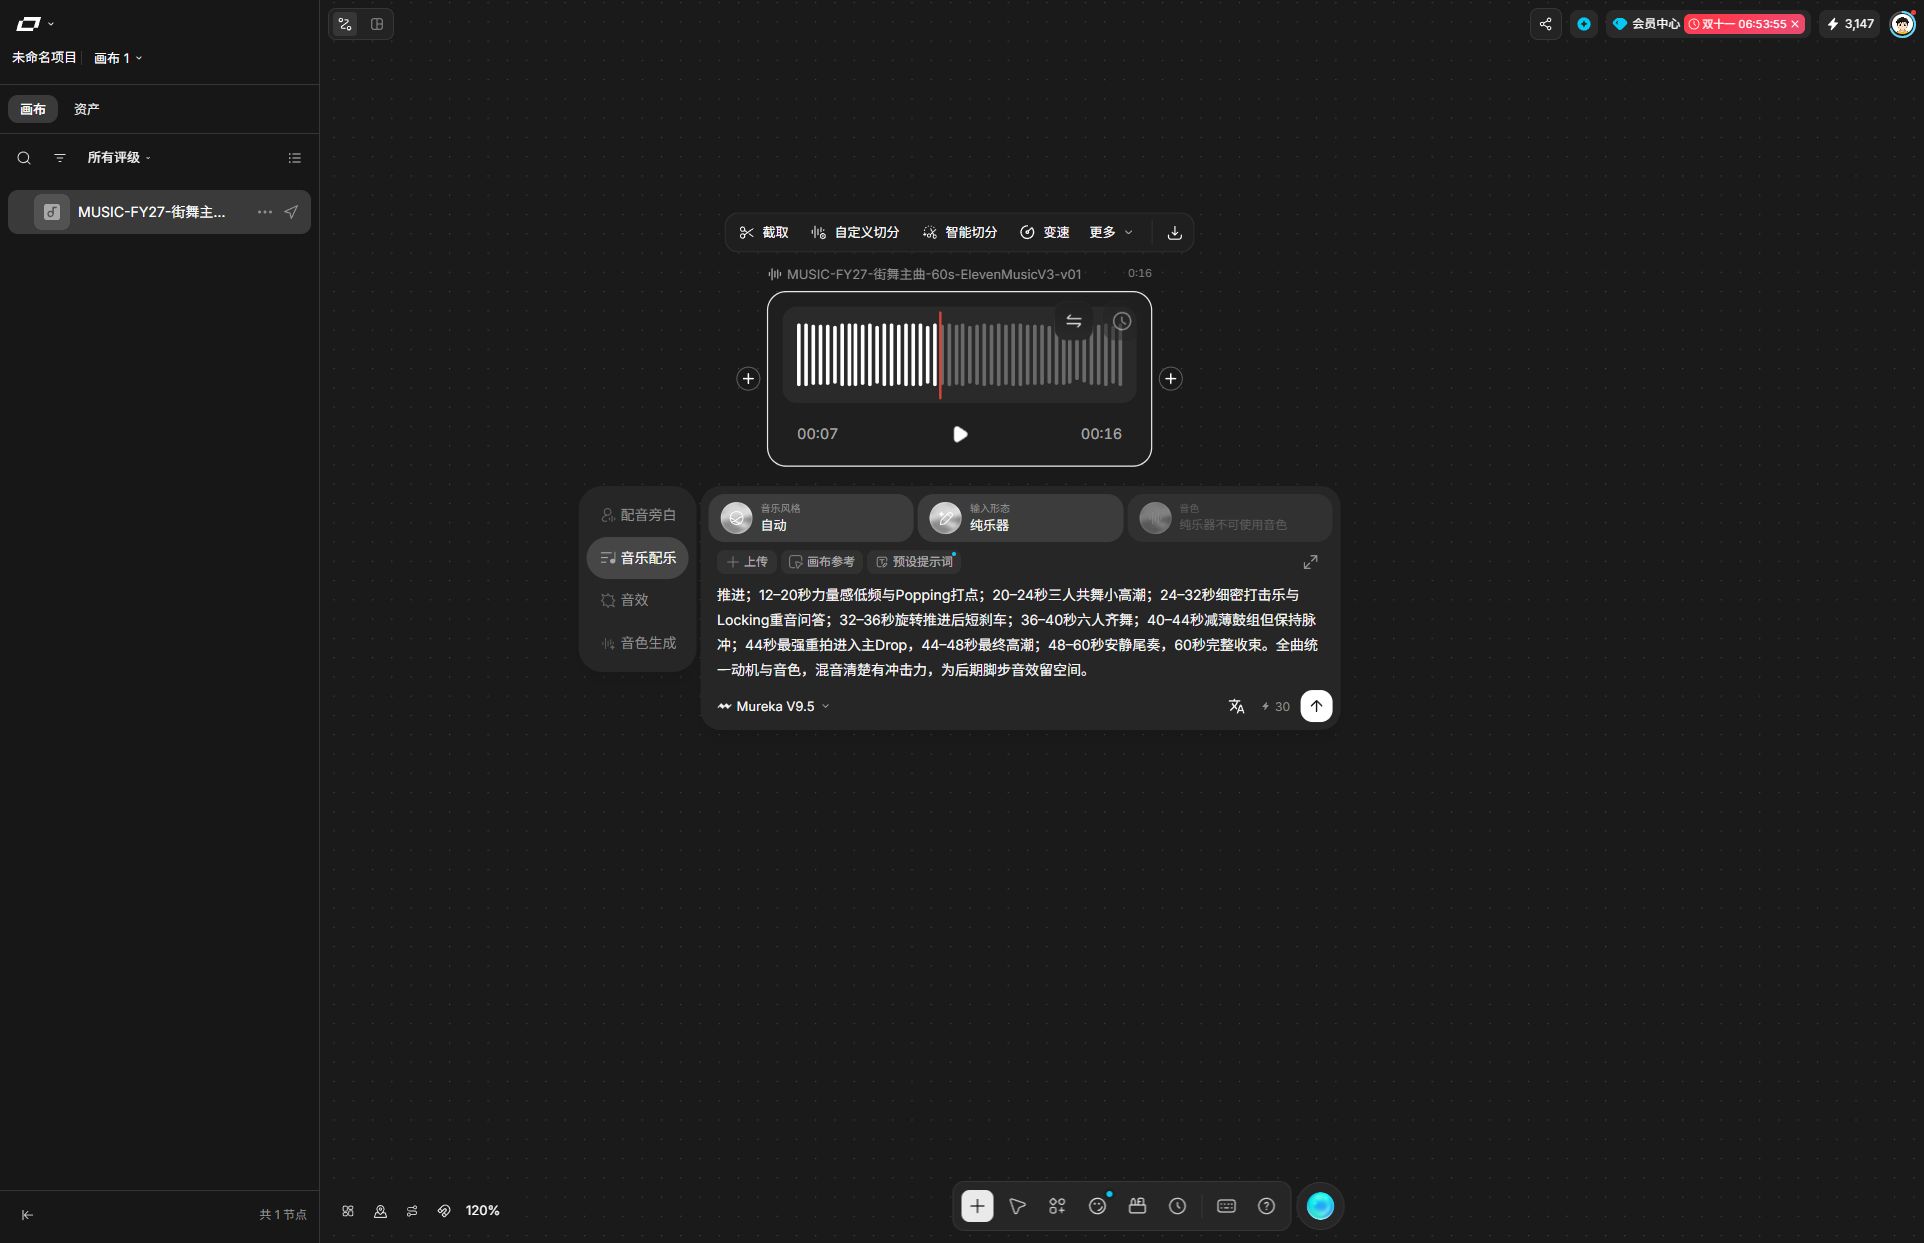 未命名项目
画布 1
画布
资产
所有评级
MUSIC-FY27-街舞主...
共 1 节点
会员中心
双十一 06:53:55
3,147
截取
自定义切分
智能切分
变速
更多
MUSIC-FY27-街舞主曲-60s-ElevenMusicV3-v01
0:16
00:07
00:16
配音旁白
音乐配乐
音效
音色生成
音乐风格
自动
输入形态
纯乐器
音色
纯乐器不可使用音色
上传
画布参考
预设提示词
推进；12–20秒力量感低频与Popping打点；20–24秒三人共舞小高潮；24–32秒细密打击乐与
Locking重音问答；32–36秒旋转推进后短刹车；36–40秒六人齐舞；40–44秒减薄鼓组但保持脉
冲；44秒最强重拍进入主Drop，44–48秒最终高潮；48–60秒安静尾奏，60秒完整收束。全曲统
一动机与音色，混音清楚有冲击力，为后期脚步音效留空间。
Mureka V9.5
30
120%